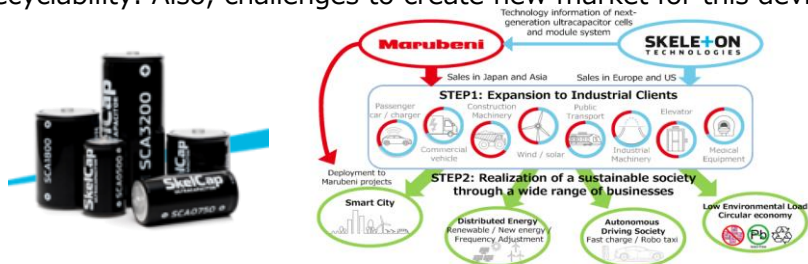 ecyclability. Also, challenges to create new market for this devi
Technology information of next-
generation ultracapacitor cells
and module system
Marubeni
SKELETON
TECHNOLOGIES
Sales in Japan and Asia
Sales in Europe and US
STEP1: Expansion to Industrial Clients
Passenger
car / charger
Commercial
vehicle
Construction
Machinery
Wind / solar
Public
Transport
Industrial
Machinery
Elevator
Medical
Equipment
Deployment to
Marubeni projects
STEP2: Realization of a sustainable society
through a wide range of businesses
Smart City
Distributed Energy
Renewable / New energy /
Frequency Adjustment
Autonomous
Driving Society
Fast charge / Robo taxi
Low Environmental Load
Circular economy
Pb
SCA1800
SkelCap
SCA0500
SkelCap
SCA3200
SkelCap
ULTRACAPACITOR
SCA0750